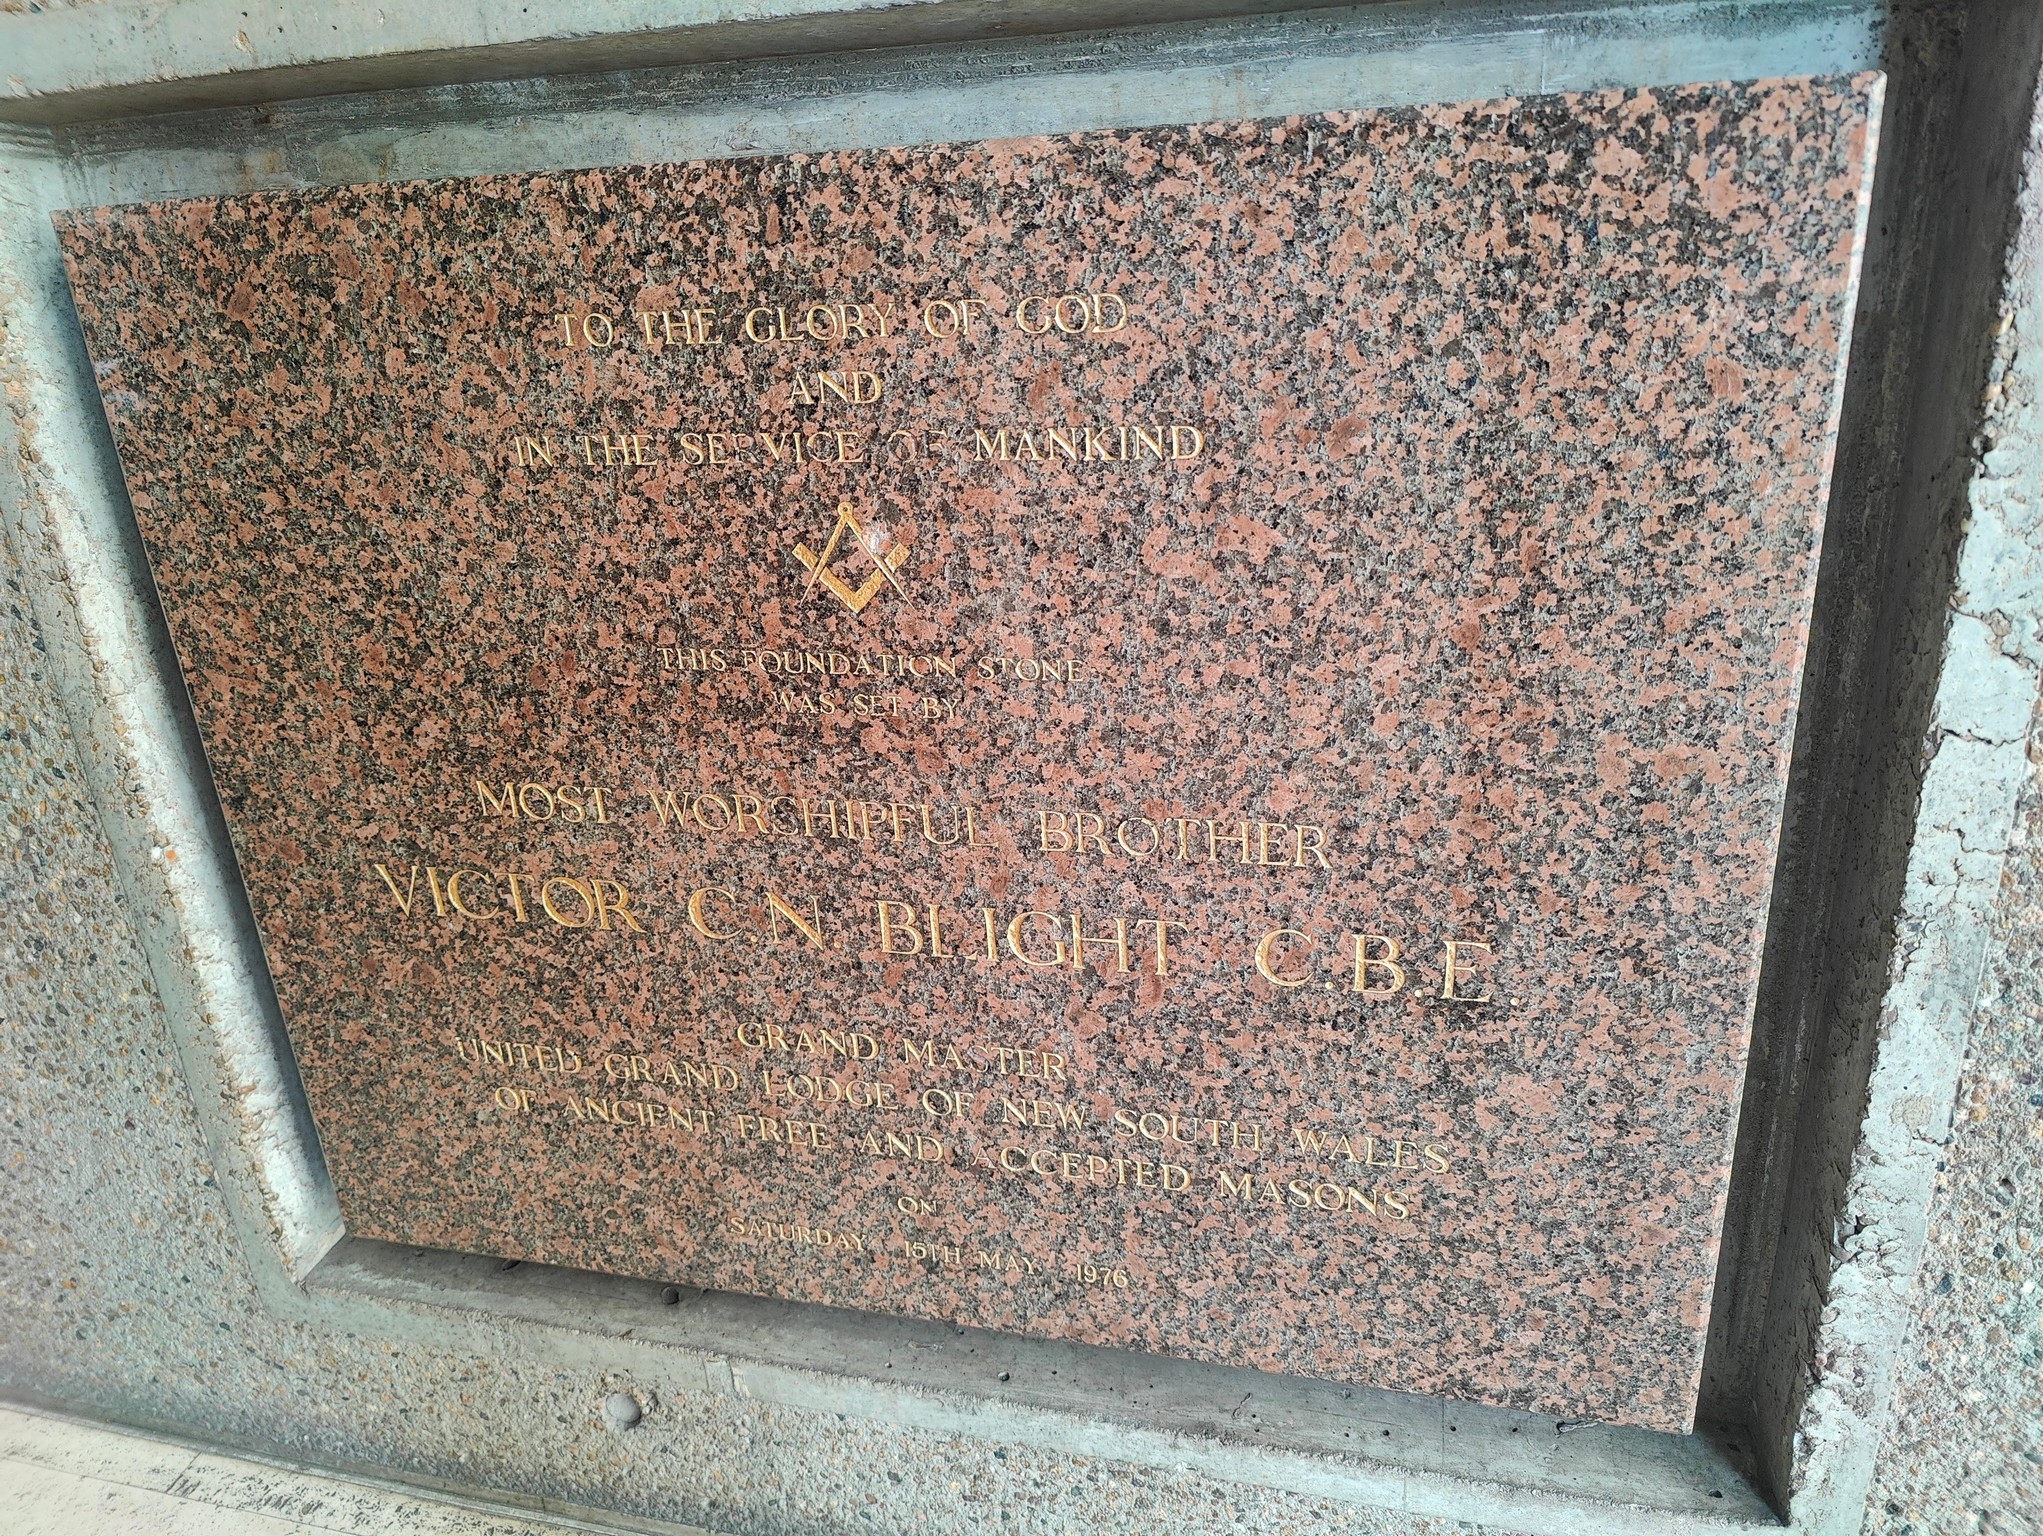 TO THE GLORY OF GOD
AND
IN THE SERVICE OF MANKIND
THIS FOUNDATION STONE
WAS SET BY
MOST WORSHIPFUL BROTHER
VICTOR C.N. BLIGHT C.B.E.
GRAND MASTER
UNITED GRAND LODGE OF NEW SOUTH WALES
OF ANCIENT FREE AND ACCEPTED MASONS
ON
SATURDAY, 15TH MAY, 1976